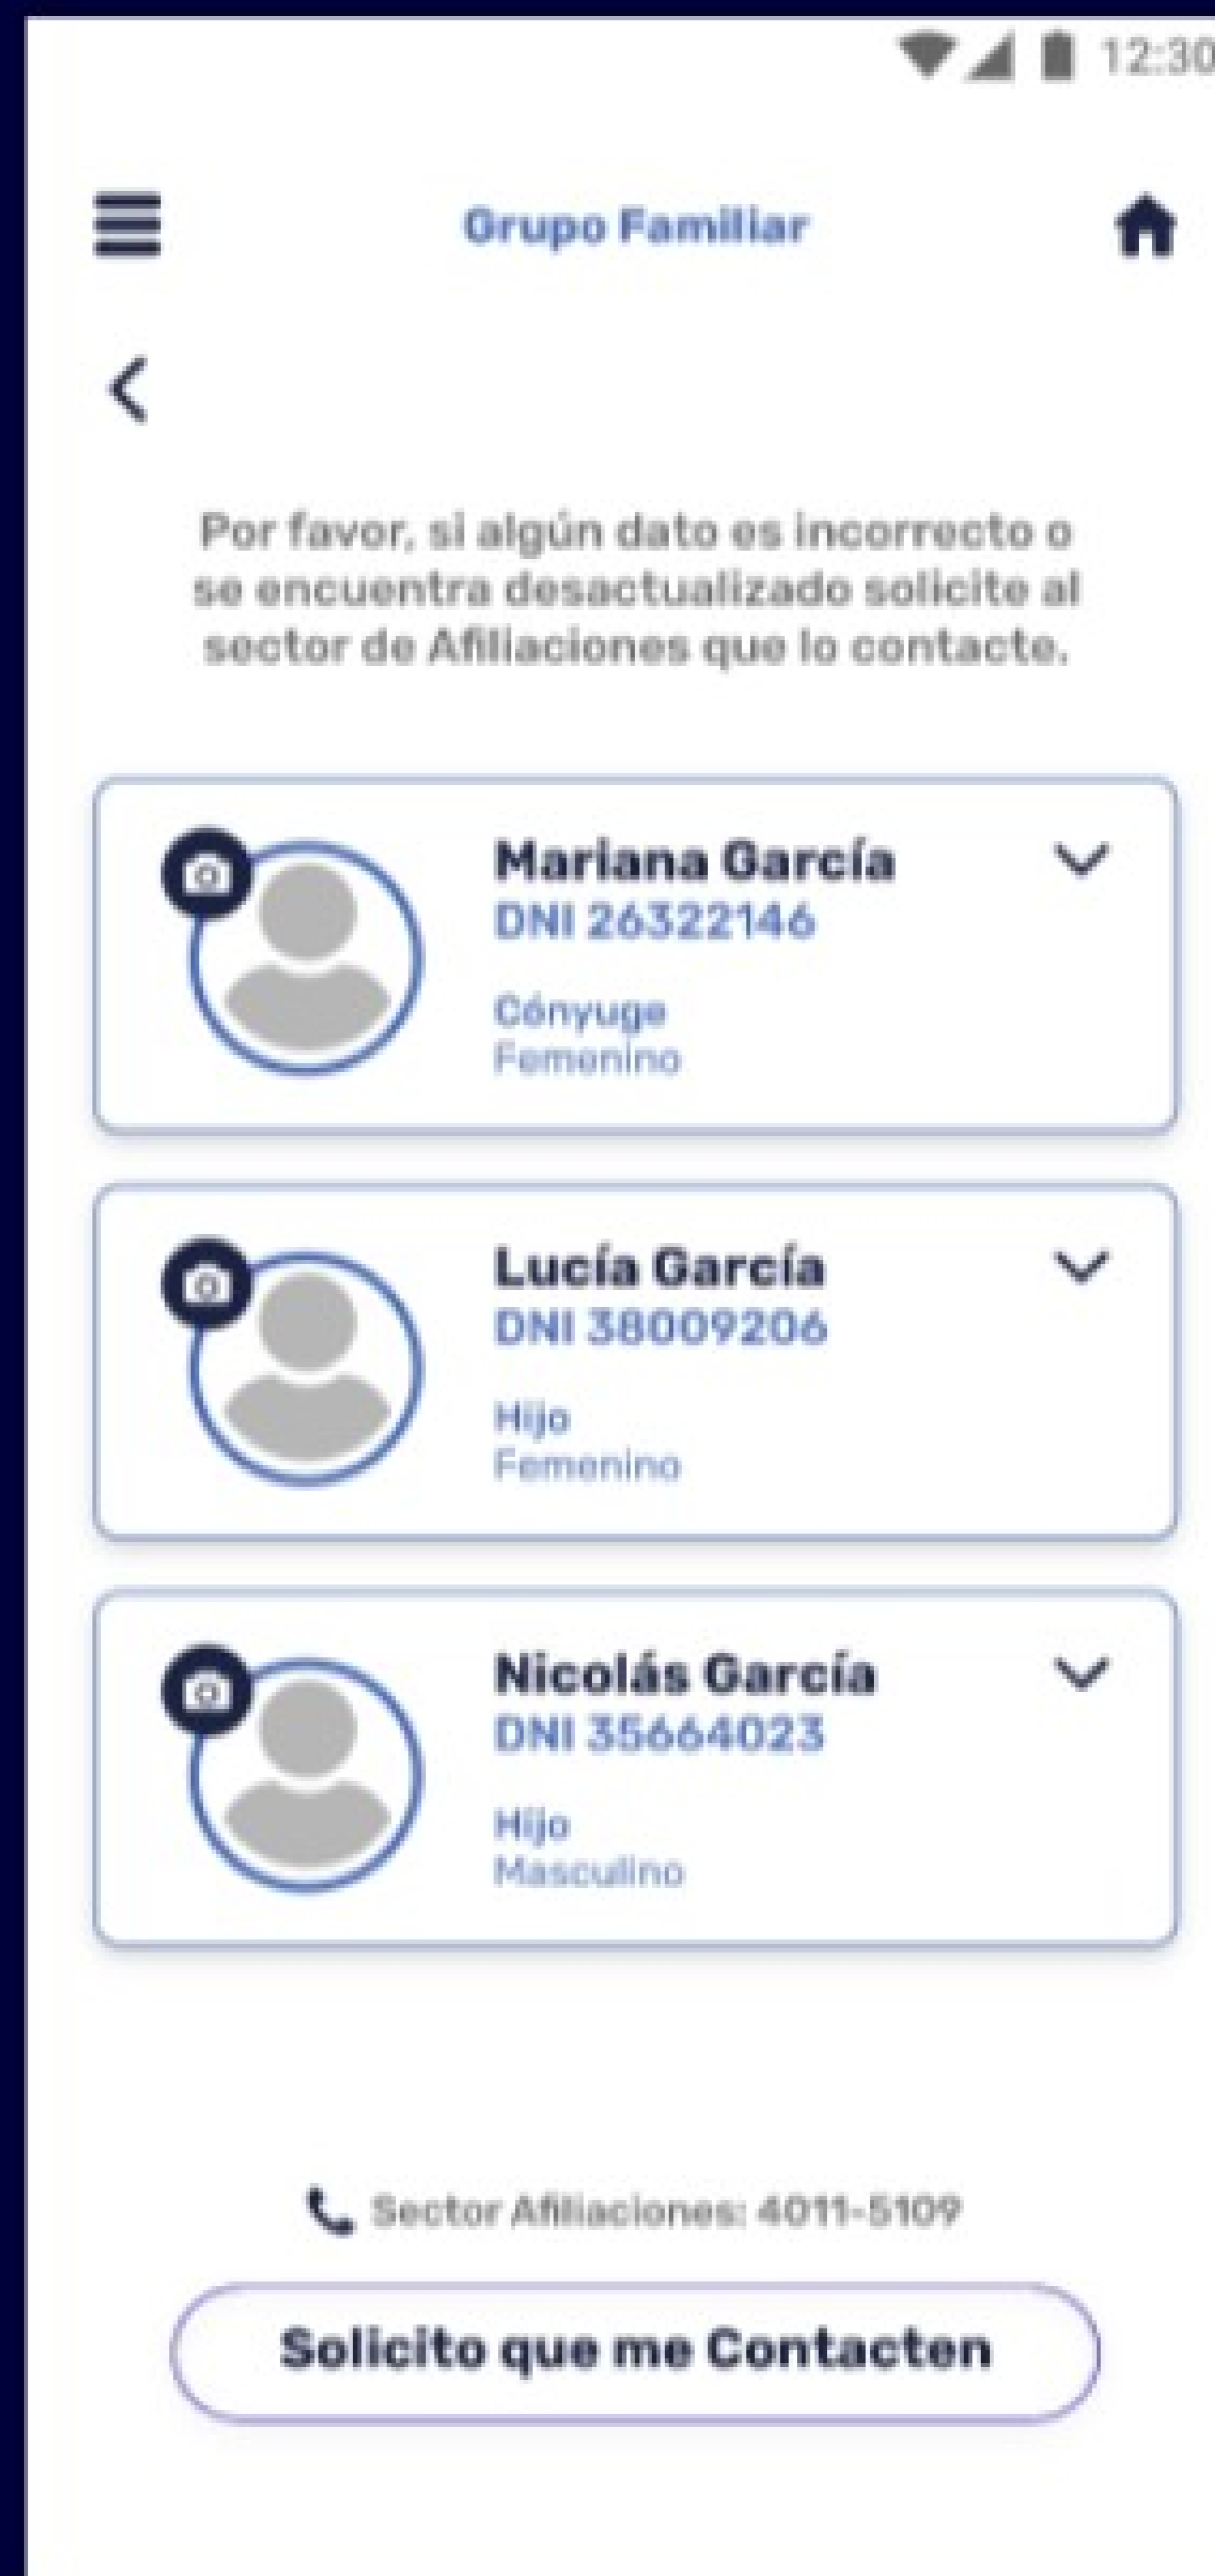 12:30
Grupo Familiar
Por favor, si algún dato es incorrecto o
se encuentra desactualizado solicite al
sector de Afiliaciones que lo contacte.
Mariana García
DNI 26322146
Cónyuge
Femenino
Lucía García
DNI 38009206
Hijo
Femenino
Nicolás García
DNI 35664023
Hijo
Masculino
Sector Afiliaciones: 4011-5109
Solicito que me Contacten